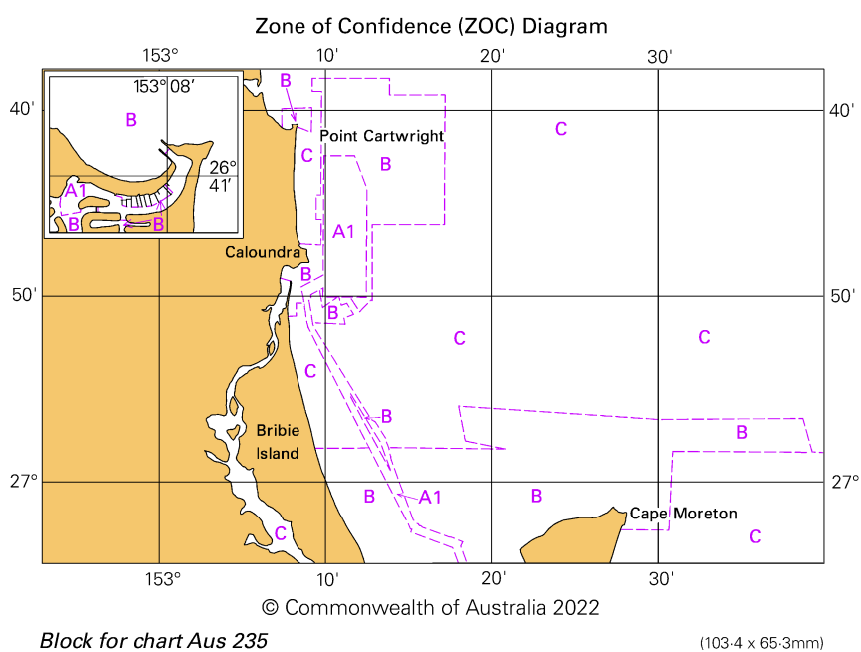 Zone of Confidence (ZOC) Diagram
153° 10' 20' 30'
153° 08'
B
40' 40'
B
C
Point Cartwright
C
B
26°
41'
A1
B B
A1
Caloundra
B
50' 50'
B
C C
C
B
B
Bribie
Island
27° 27°
B A1 B
Cape Moreton
C
C
153° 10' 20' 30'
© Commonwealth of Australia 2022
Block for chart Aus 235
(103·4 x 65·3mm)